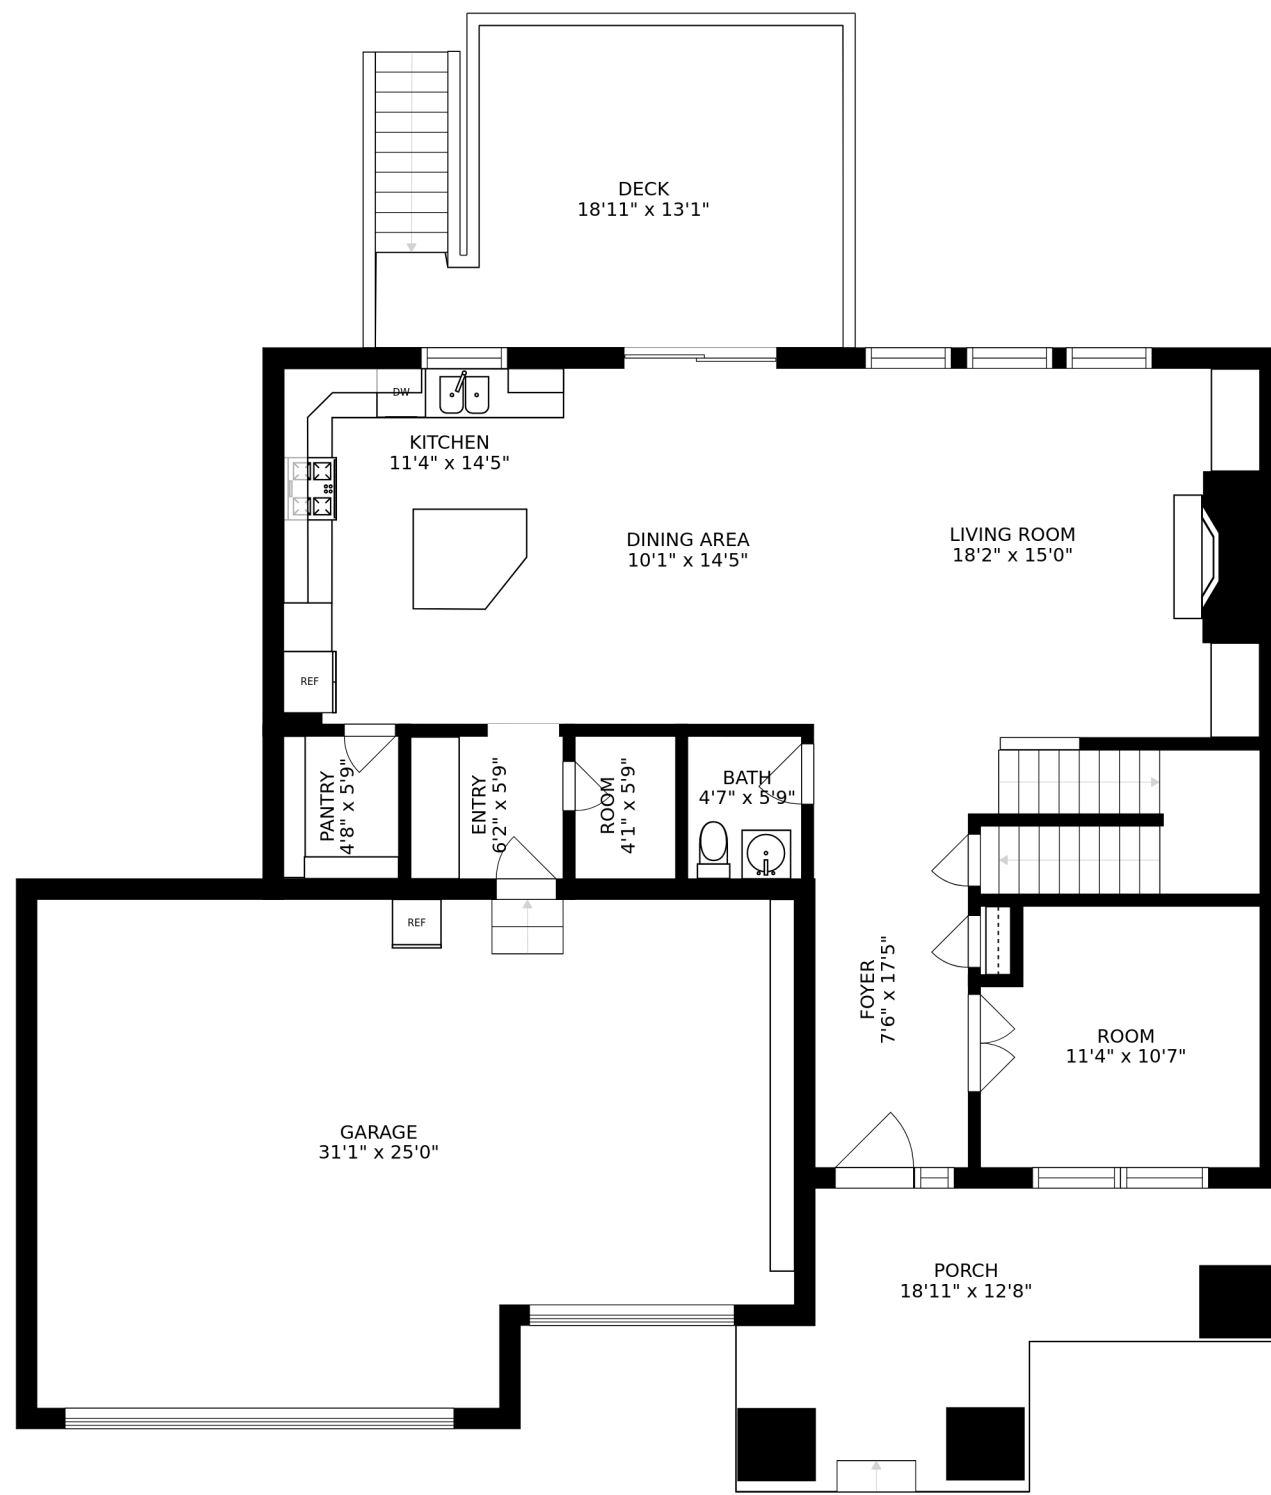 DECK
18'11" x 13'1"
DW
KITCHEN
11'4" x 14'5"
DINING AREA
10'1" x 14'5"
LIVING ROOM
18'2" x 15'0"
REF
PANTRY
4'8" x 5'9"
ENTRY
6'2" x 5'9"
ROOM
4'1" x 5'9"
BATH
4'7" x 5'9"
REF
FOYER
7'6" x 17'5"
ROOM
11'4" x 10'7"
GARAGE
31'1" x 25'0"
PORCH
18'11" x 12'8"